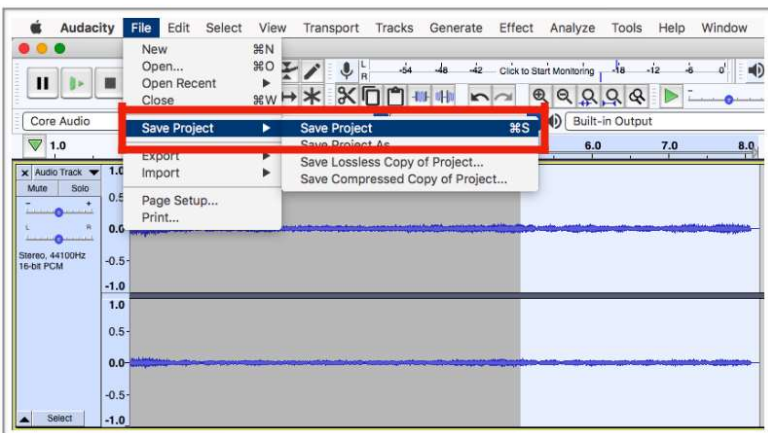 Audacity File Edit Select View Transport Tracks Generate Effect Analyze Tools Help Window
New ⌘N
Open... ⌘O
Open Recent
Close ⌘W
Save Project
Export
Import
Page Setup...
Print...
Save Project ⌘S
Save Project As
Save Lossless Copy of Project...
Save Compressed Copy of Project...
L
R
-54 -48 -42 Click to Start Monitoring -18 -12 -6 0
Core Audio
Built-in Output
1.0
6.0 7.0 8.0
Audio Track
Mute Solo
- +
L R
Stereo, 44100Hz
16-bit PCM
Select
1.0
0.5
0.0
-0.5
-1.0
1.0
0.5
0.0
-0.5
-1.0